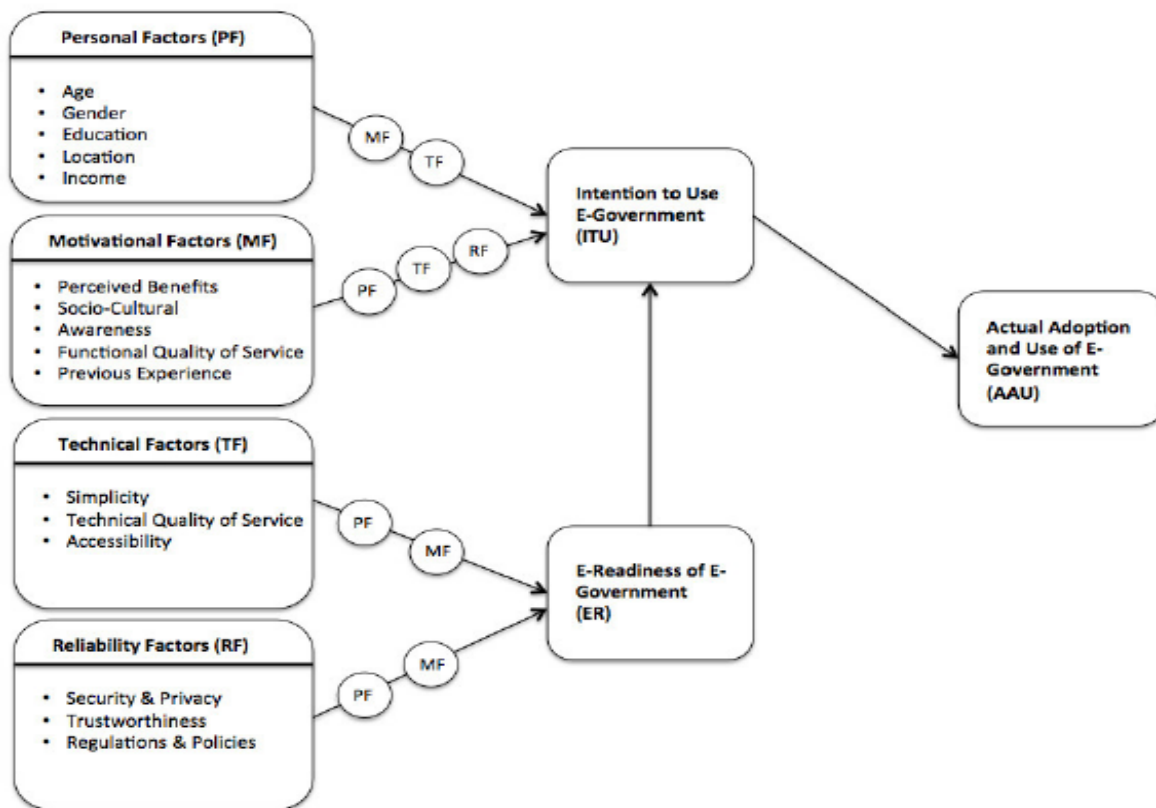 Personal Factors (PF)
• Age
• Gender
• Education
• Location
• Income
MF
TF
Motivational Factors (MF)
• Perceived Benefits
• Socio-Cultural
• Awareness
• Functional Quality of Service
• Previous Experience
PF
TF
RF
Intention to Use
E-Government
(ITU)
Actual Adoption
and Use of E-
Government
(AAU)
Technical Factors (TF)
• Simplicity
• Technical Quality of Service
• Accessibility
PF
MF
Reliability Factors (RF)
• Security & Privacy
• Trustworthiness
• Regulations & Policies
PF
MF
E-Readiness of E-
Government
(ER)